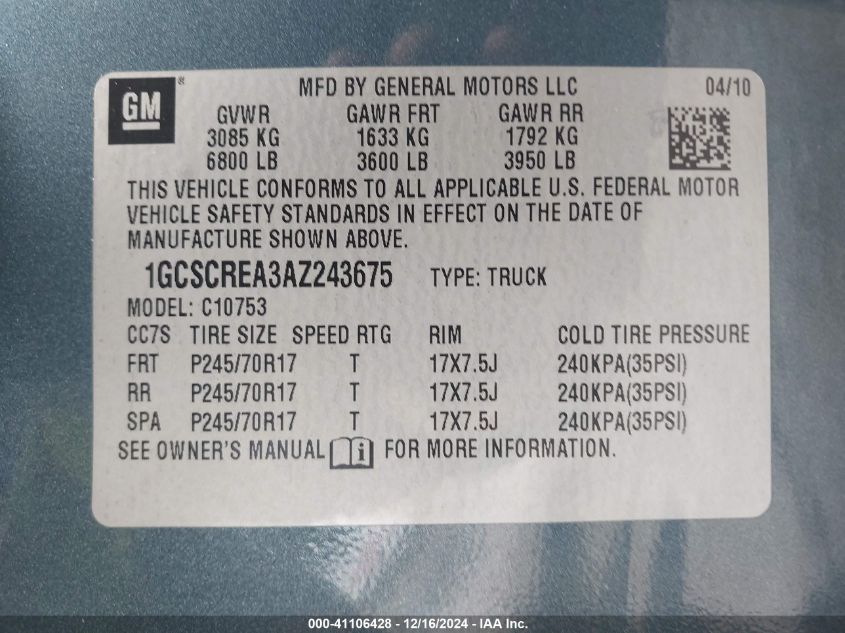 GM ® MFD BY GENERAL MOTORS LLC 04/10
GVWR GAWR FRT GAWR RR
3085 KG 1633 KG 1792 KG
6800 LB 3600 LB 3950 LB
THIS VEHICLE CONFORMS TO ALL APPLICABLE U.S. FEDERAL MOTOR
VEHICLE SAFETY STANDARDS IN EFFECT ON THE DATE OF
MANUFACTURE SHOWN ABOVE.
1GCSCREA3AZ243675 TYPE: TRUCK
MODEL: C10753
CC7S TIRE SIZE SPEED RTG RIM COLD TIRE PRESSURE
FRT P245/70R17 T 17X7.5J 240KPA(35PSI)
RR P245/70R17 T 17X7.5J 240KPA(35PSI)
SPA P245/70R17 T 17X7.5J 240KPA(35PSI)
SEE OWNER'S MANUAL i FOR MORE INFORMATION.
000-41106428 - 12/16/2024 - IAA Inc.